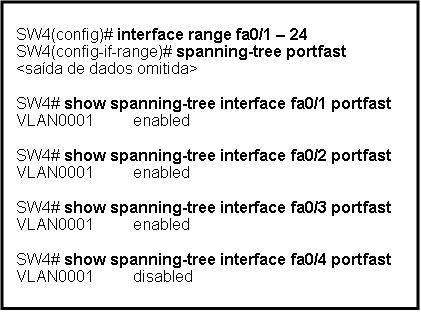 SW4(config)# interface range fa0/1 – 24
SW4(config-if-range)# spanning-tree portfast
<saída de dados omitida>
SW4# show spanning-tree interface fa0/1 portfast
VLAN0001 enabled
SW4# show spanning-tree interface fa0/2 portfast
VLAN0001 enabled
SW4# show spanning-tree interface fa0/3 portfast
VLAN0001 enabled
SW4# show spanning-tree interface fa0/4 portfast
VLAN0001 disabled